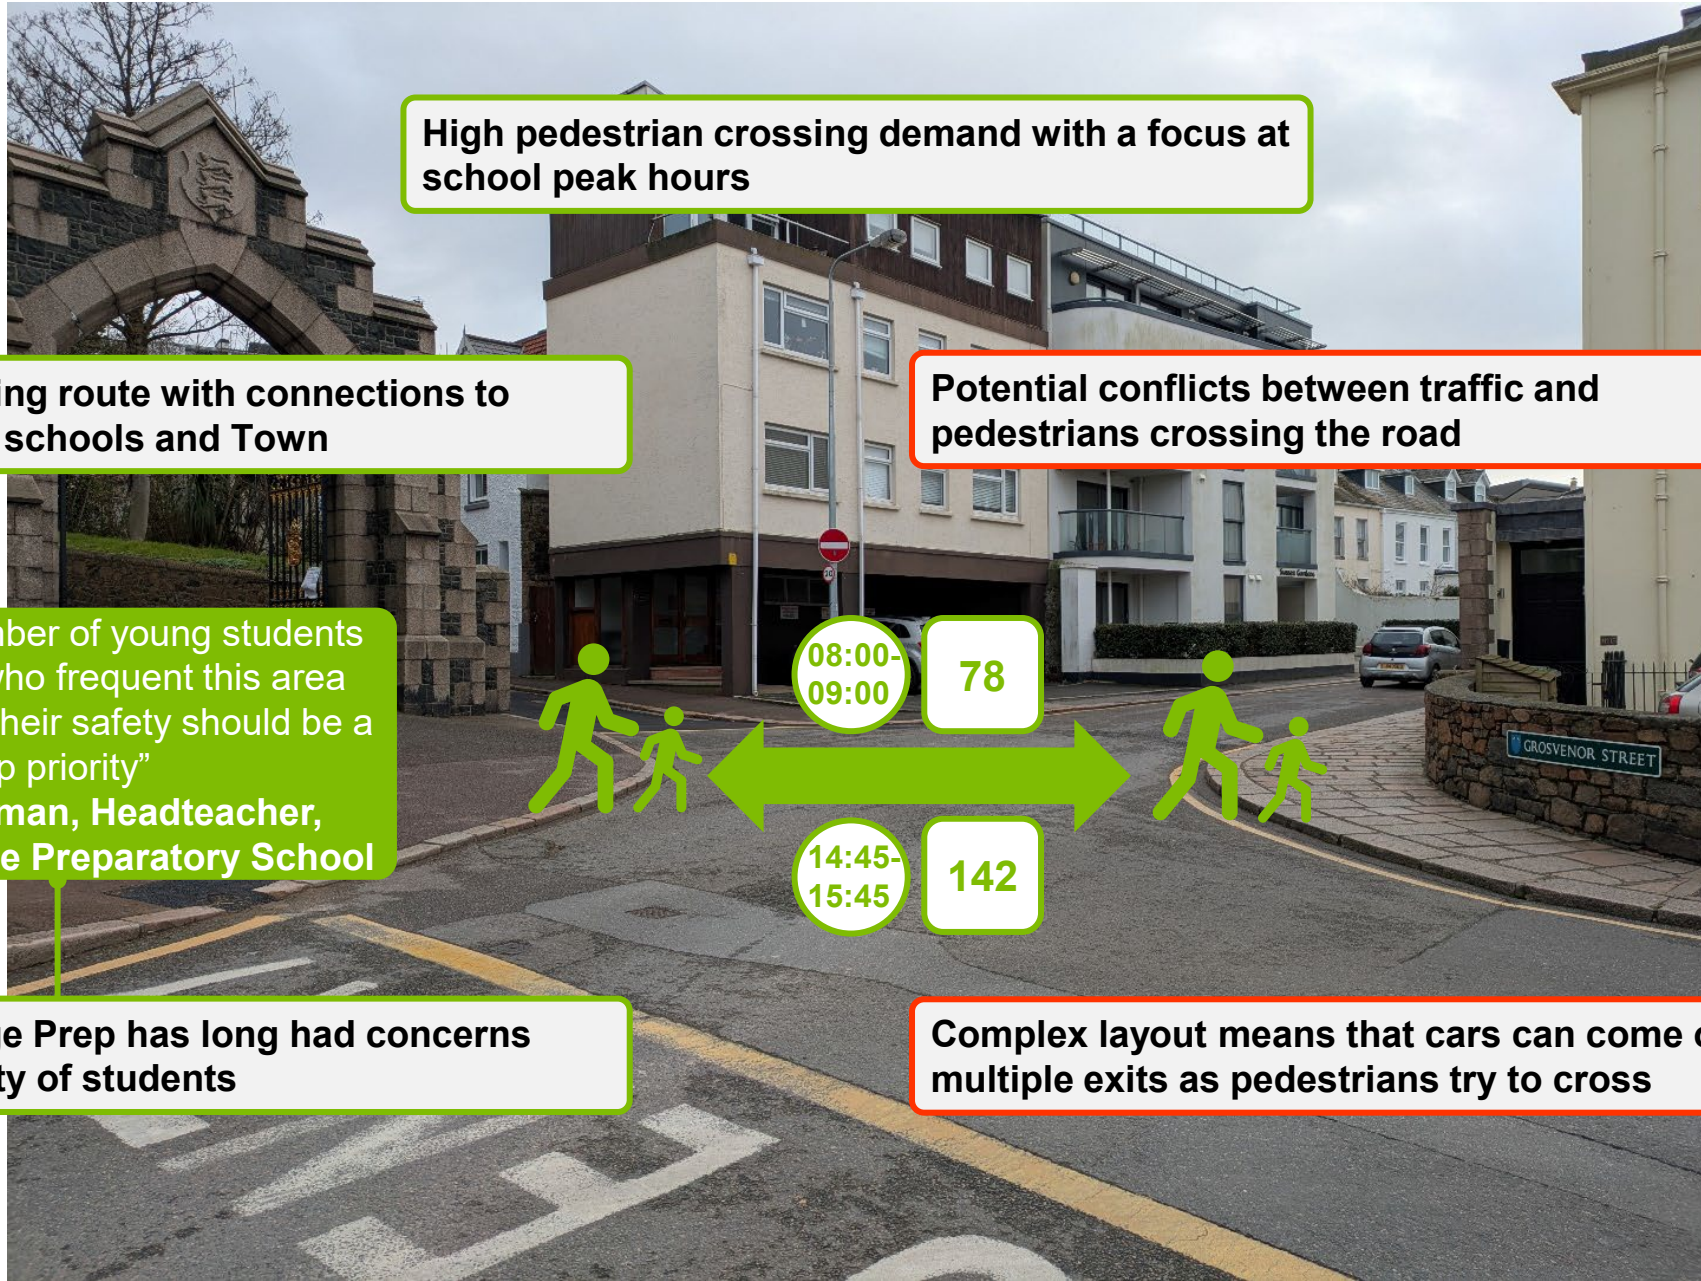 High pedestrian crossing demand with a focus at
school peak hours
ing route with connections to
schools and Town
Potential conflicts between traffic and
pedestrians crossing the road
ber of young students
who frequent this area
heir safety should be a
p priority”
man, Headteacher,
e Preparatory School
08:00-
09:00
78
14:45-
15:45
142
GROSVENOR STREET
ge Prep has long had concerns
ty of students
Complex layout means that cars can come
multiple exits as pedestrians try to cross